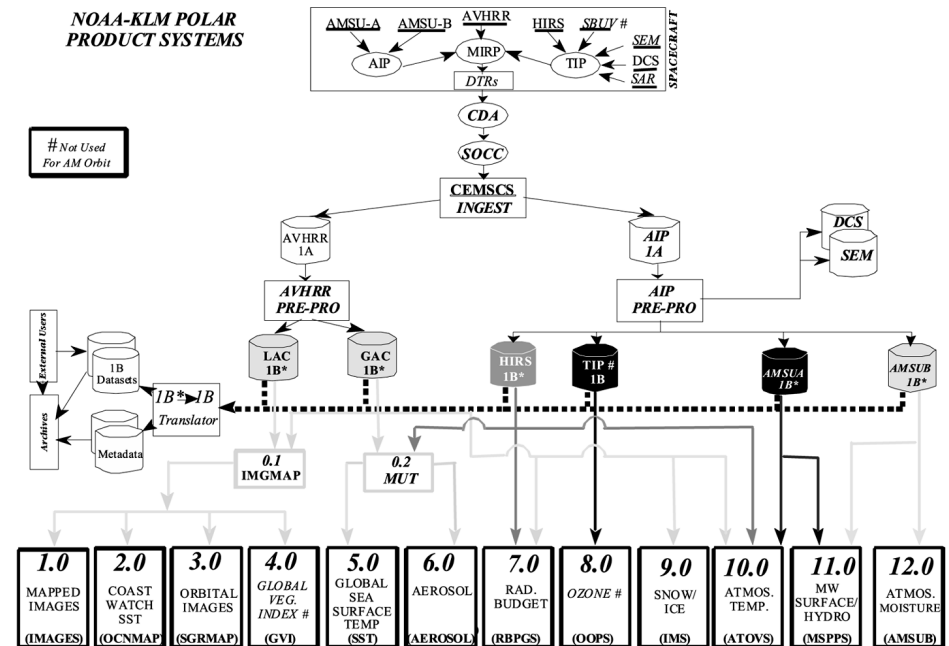 NOAA-KLM POLAR
PRODUCT SYSTEMS
AMSU-A
AMSU-B
AVHRR
HIRS
SBUV #
AIP
MIRP
TIP
SEM
DCS
SAR
SPACECRAFT
DTRs
CDA
# Not Used
For AM Orbit
SOCC
CEMSCS
INGEST
AVHRR
1A
AIP
1A
DCS
SEM
AVHRR
PRE-PRO
AIP
PRE-PRO
External Users
Archives
1B
Datasets
Metadata
1B* 1B
Translator
LAC
1B*
GAC
1B*
HIRS
1B*
TIP #
1B
AMSUA
1B*
AMSUB
1B*
0.1
IMGMAP
0.2
MUT
1.0
MAPPED
IMAGES
(IMAGES)
2.0
COAST
WATCH
SST
(OCNMAP)
3.0
ORBITAL
IMAGES
(SGRMAP)
4.0
GLOBAL
VEG.
INDEX #
(GVI)
5.0
GLOBAL
SEA
SURFACE
TEMP
(SST)
6.0
AEROSOL
(AEROSOL)
7.0
RAD.
BUDGET
(RBPGS)
8.0
OZONE #
(OOPS)
9.0
SNOW/
ICE
(IMS)
10.0
ATMOS.
TEMP.
(ATOVS)
11.0
MW
SURFACE/
HYDRO
(MSPPS)
12.0
ATMOS.
MOISTURE
(AMSUB)